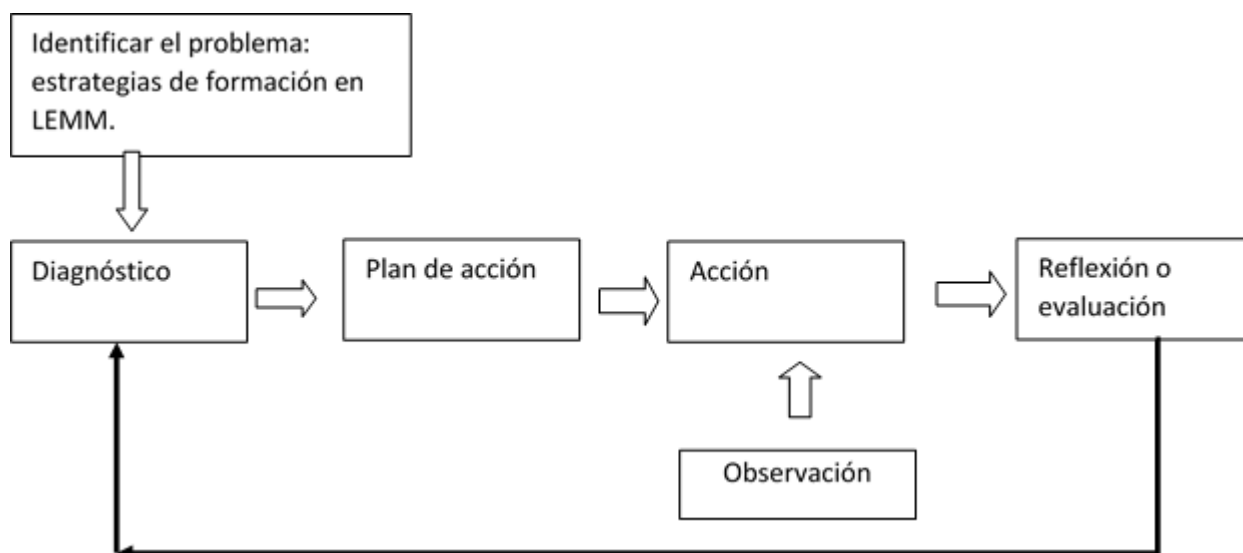 Identificar el problema:
estrategias de formación en
LEMM.
Diagnóstico
Plan de acción
Acción
Reflexión o
evaluación
Observación